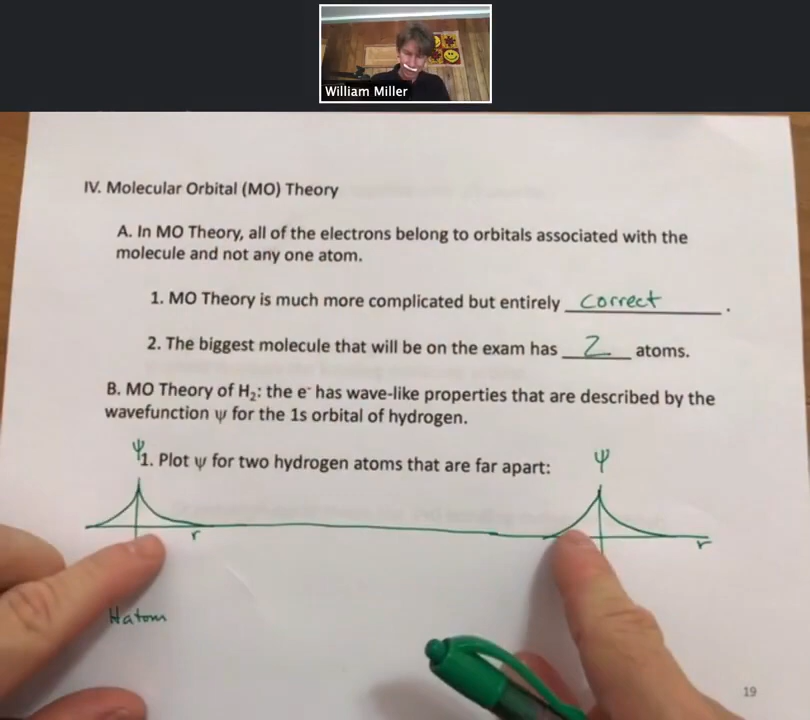 William Miller
IV. Molecular Orbital (MO) Theory
A. In MO Theory, all of the electrons belong to orbitals associated with the
molecule and not any one atom.
1. MO Theory is much more complicated but entirely correct.
2. The biggest molecule that will be on the exam has 2 atoms.
B. MO Theory of H₂: the e⁻ has wave-like properties that are described by the
wavefunction ψ for the 1s orbital of hydrogen.
1. Plot ψ for two hydrogen atoms that are far apart:
ψ ψ
r r
H atom
19